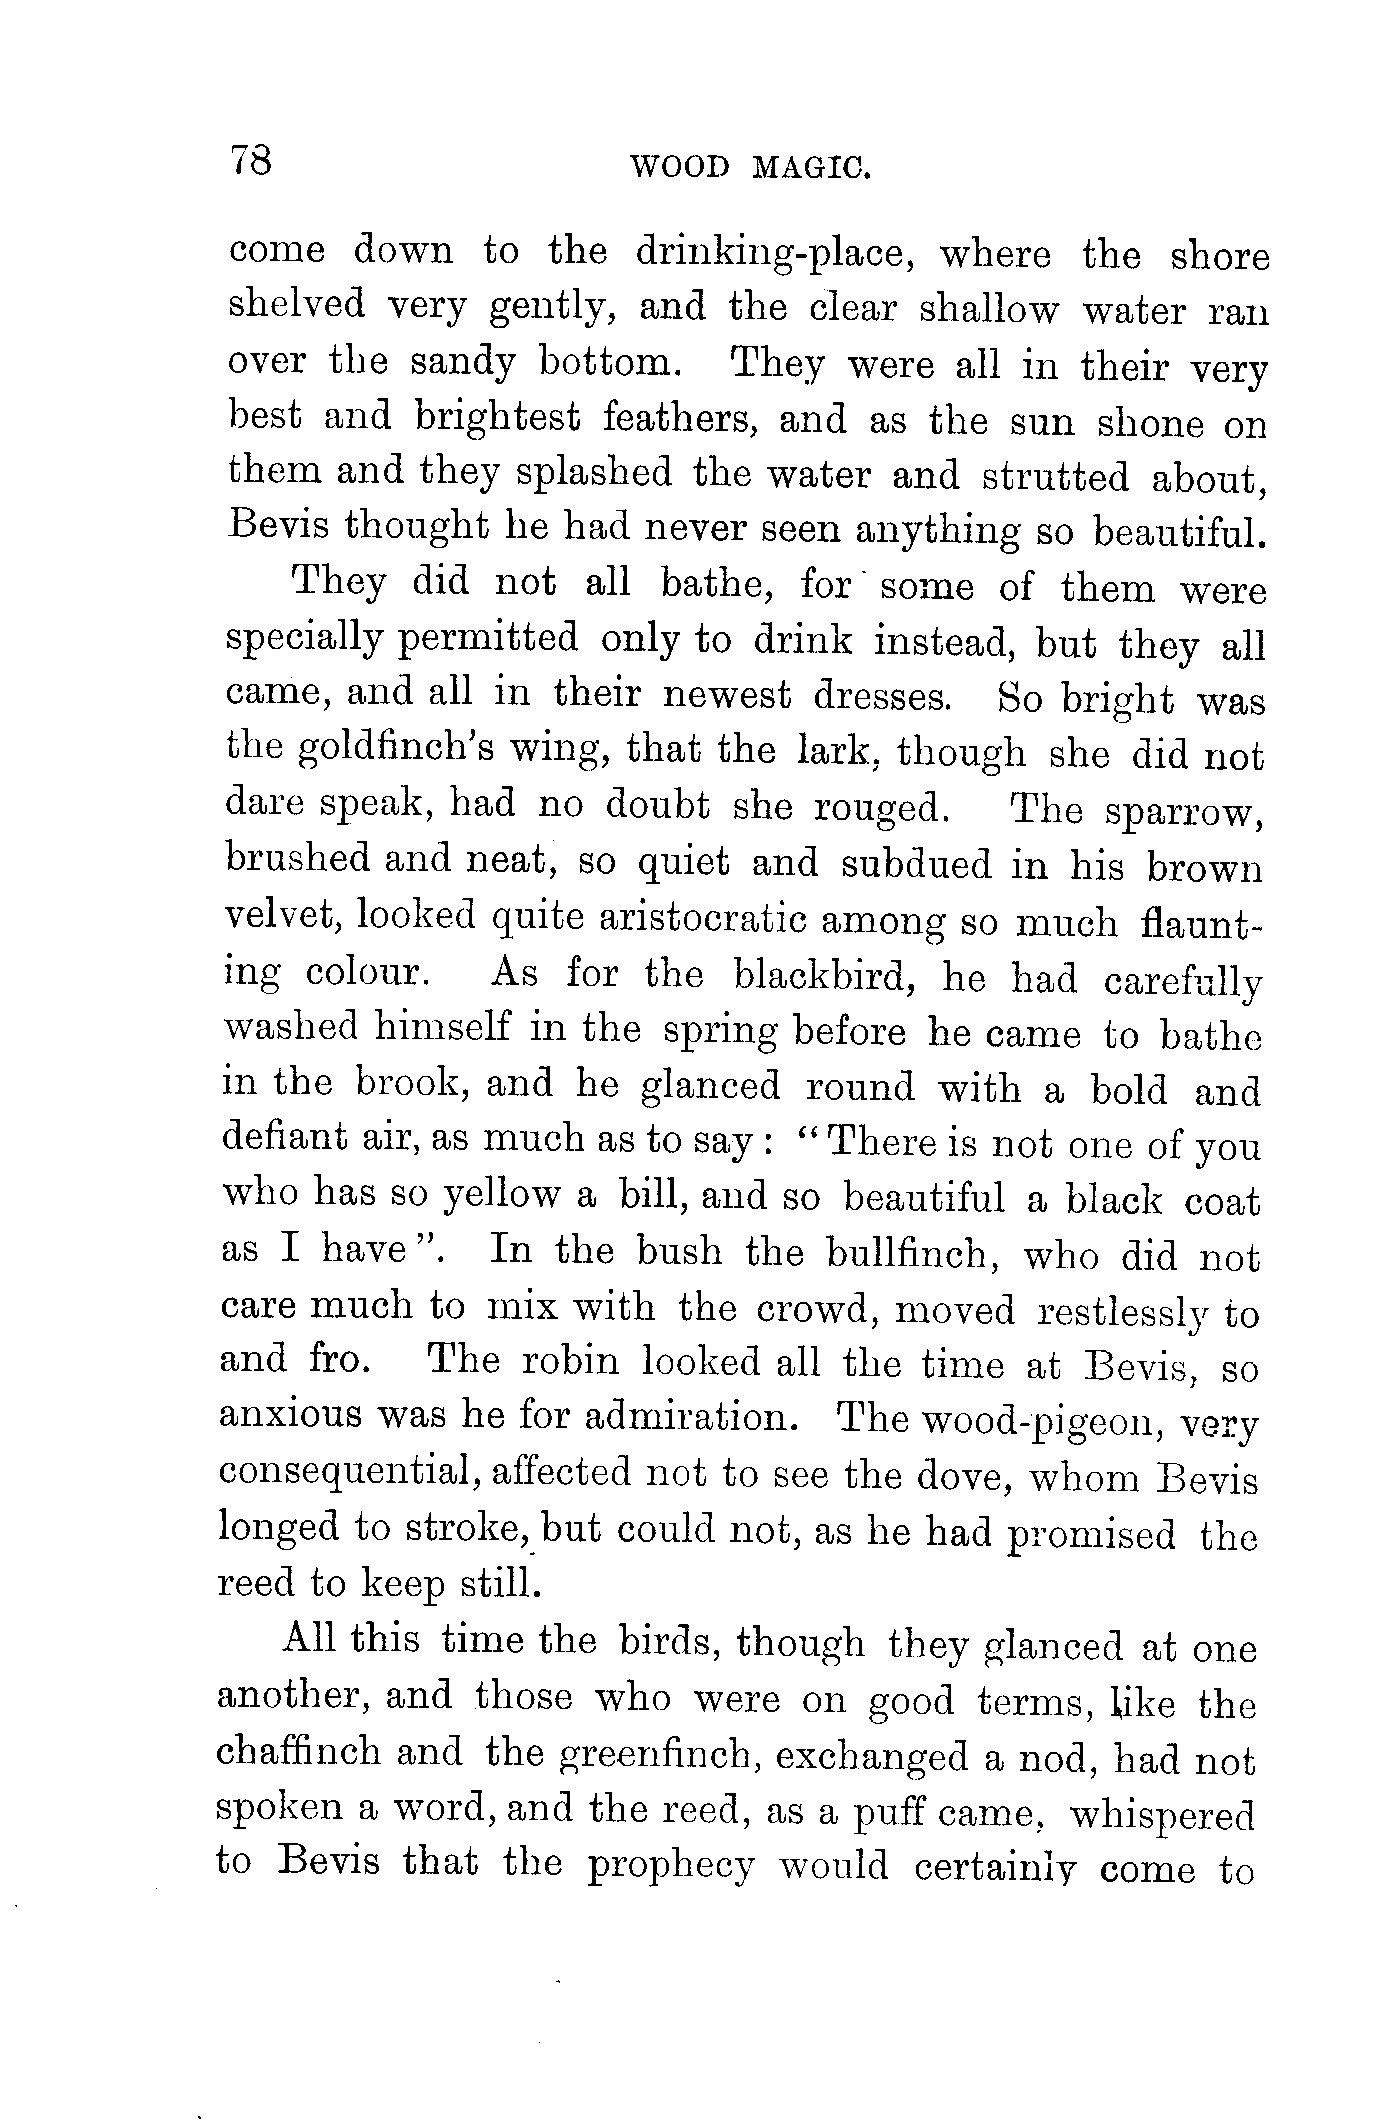 78 WOOD MAGIC.
come down to the drinking-place, where the shore
shelved very gently, and the clear shallow water ran
over the sandy bottom. They were all in their very
best and brightest feathers, and as the sun shone on
them and they splashed the water and strutted about,
Bevis thought he had never seen anything so beautiful.
They did not all bathe, for some of them were
specially permitted only to drink instead, but they all
came, and all in their newest dresses. So bright was
the goldfinch's wing, that the lark, though she did not
dare speak, had no doubt she rouged. The sparrow,
brushed and neat, so quiet and subdued in his brown
velvet, looked quite aristocratic among so much flaunt-
ing colour. As for the blackbird, he had carefully
washed himself in the spring before he came to bathe
in the brook, and he glanced round with a bold and
defiant air, as much as to say: "There is not one of you
who has so yellow a bill, and so beautiful a black coat
as I have". In the bush the bullfinch, who did not
care much to mix with the crowd, moved restlessly to
and fro. The robin looked all the time at Bevis, so
anxious was he for admiration. The wood-pigeon, very
consequential, affected not to see the dove, whom Bevis
longed to stroke, but could not, as he had promised the
reed to keep still.
All this time the birds, though they glanced at one
another, and those who were on good terms, like the
chaffinch and the greenfinch, exchanged a nod, had not
spoken a word, and the reed, as a puff came, whispered
to Bevis that the prophecy would certainly come to